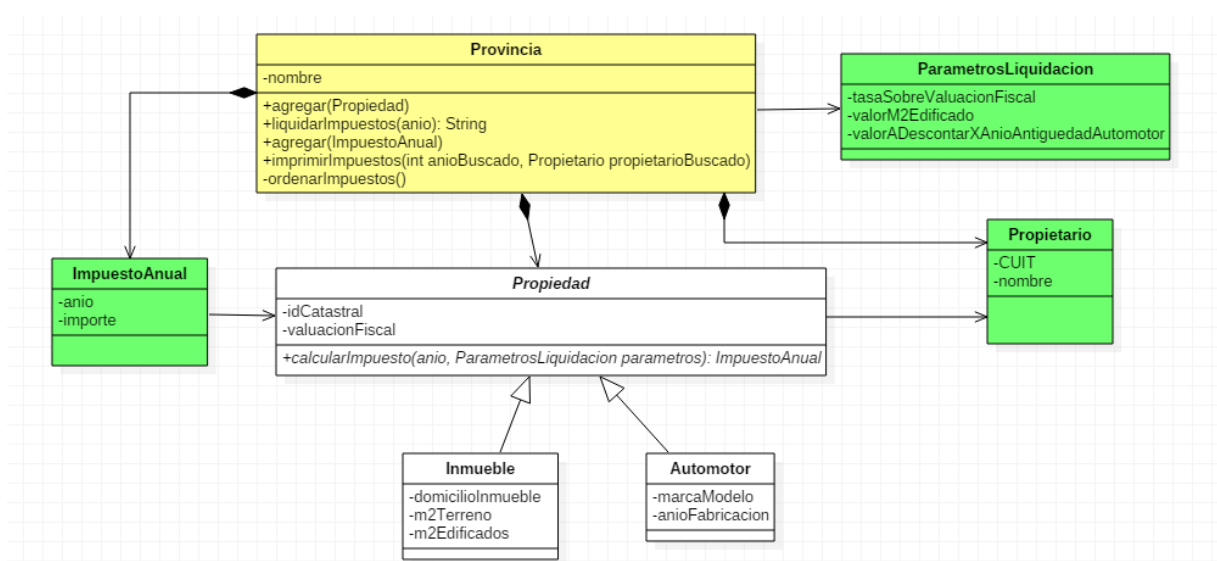 Provincia
-nombre
+agregar(Propiedad)
+liquidarImpuestos(anio): String
+agregar(ImpuestoAnual)
+imprimirImpuestos(int anioBuscado, Propietario propietarioBuscado)
-ordenarImpuestos()
ParametrosLiquidacion
-tasaSobreValuacionFiscal
-valorM2Edificado
-valorADescontarXAnioAntiguedadAutomotor
Propietario
-CUIT
-nombre
ImpuestoAnual
-anio
-importe
Propiedad
-idCatastral
-valuacionFiscal
+calcularImpuesto(anio, ParametrosLiquidacion parametros): ImpuestoAnual
Inmueble
-domicilioInmueble
-m2Terreno
-m2Edificados
Automotor
-marcaModelo
-anioFabricacion